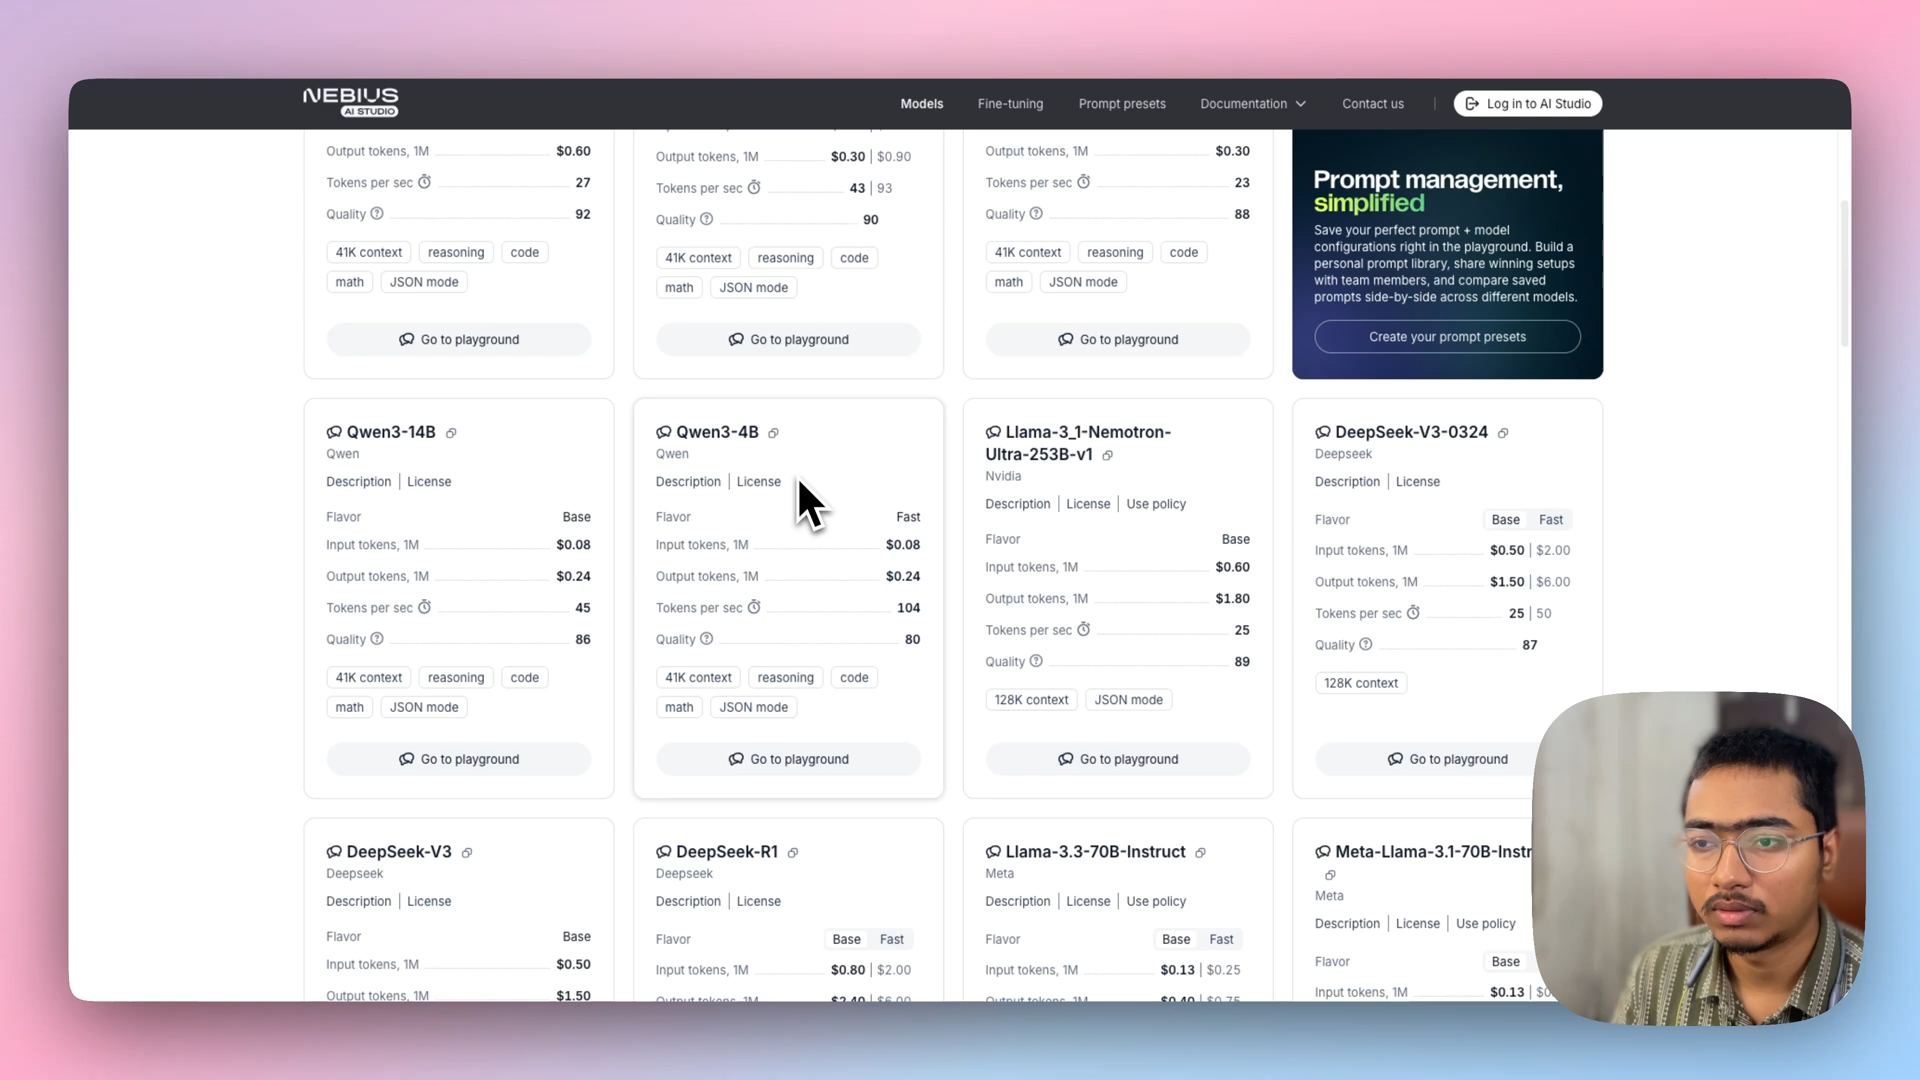 NEBIUS
AI STUDIO
Models
Fine-tuning
Prompt presets
Documentation
Contact us
Log in to AI Studio
Output tokens, 1M $0.60
Tokens per sec 27
Quality 92
41K context reasoning code
math JSON mode
Go to playground
Output tokens, 1M $0.30 | $0.90
Tokens per sec 43 | 93
Quality 90
41K context reasoning code
math JSON mode
Go to playground
Output tokens, 1M $0.30
Tokens per sec 23
Quality 88
41K context reasoning code
math JSON mode
Go to playground
Prompt management,
simplified
Save your perfect prompt + model
configurations right in the playground. Build a
personal prompt library, share winning setups
with team members, and compare saved
prompts side-by-side across different models.
Create your prompt presets
Qwen3-14B
Qwen
Description | License
Flavor Base
Input tokens, 1M $0.08
Output tokens, 1M $0.24
Tokens per sec 45
Quality 86
41K context reasoning code
math JSON mode
Go to playground
Qwen3-4B
Qwen
Description | License
Flavor Fast
Input tokens, 1M $0.08
Output tokens, 1M $0.24
Tokens per sec 104
Quality 80
41K context reasoning code
math JSON mode
Go to playground
Llama-3_1-Nemotron-
Ultra-253B-v1
Nvidia
Description | License | Use policy
Flavor Base
Input tokens, 1M $0.60
Output tokens, 1M $1.80
Tokens per sec 25
Quality 89
128K context JSON mode
Go to playground
DeepSeek-V3-0324
Deepseek
Description | License
Flavor Base Fast
Input tokens, 1M $0.50 | $2.00
Output tokens, 1M $1.50 | $6.00
Tokens per sec 25 | 50
Quality 87
128K context
Go to playground
DeepSeek-V3
Deepseek
Description | License
Flavor Base
Input tokens, 1M $0.50
Output tokens, 1M $1.50
DeepSeek-R1
Deepseek
Description | License
Flavor Base Fast
Input tokens, 1M $0.80 | $2.00
Output tokens, 1M $2.40 | $6.00
Llama-3.3-70B-Instruct
Meta
Description | License | Use policy
Flavor Base Fast
Input tokens, 1M $0.13 | $0.25
Output tokens, 1M $0.40 | $0.75
Meta-Llama-3.1-70B-Instr
Meta
Description | License | Use policy
Flavor Base
Input tokens, 1M $0.13 |